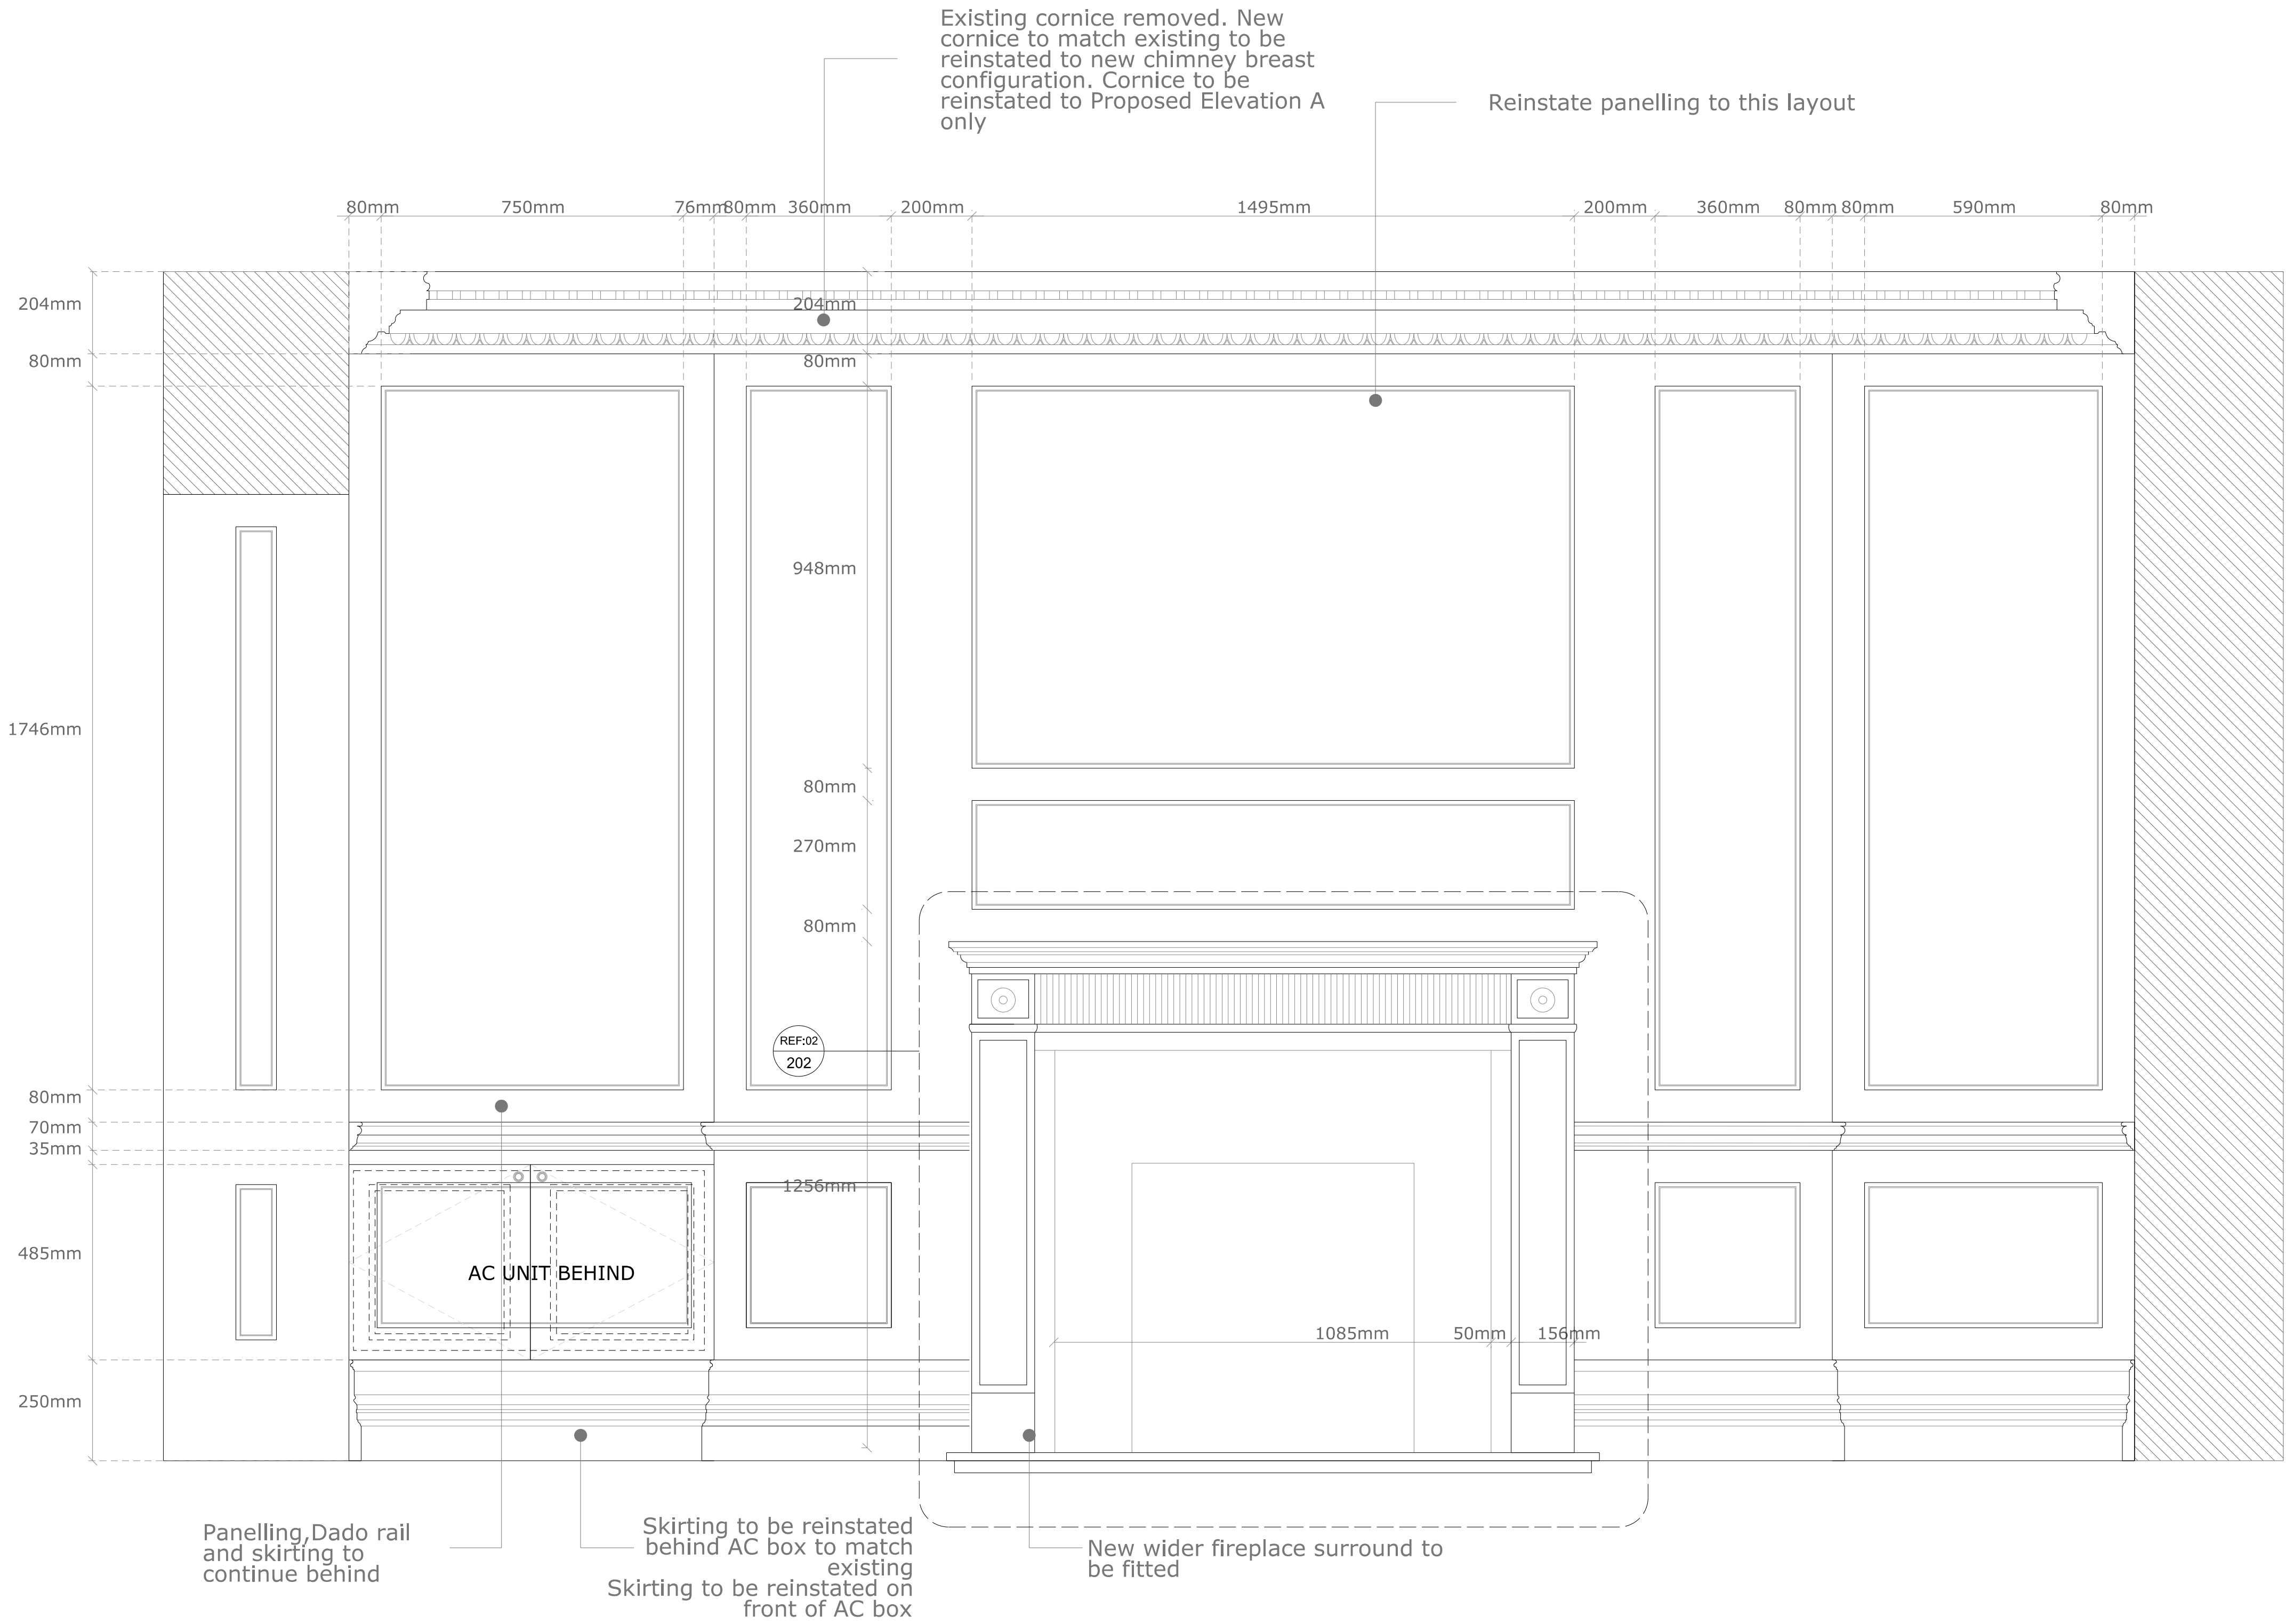 Existing cornice removed. New
cornice to match existing to be
reinstated to new chimney breast
configuration. Cornice to be
reinstated to Proposed Elevation A
only
Reinstate panelling to this layout
80mm 750mm 76mm 80mm 360mm 200mm 1495mm 200mm 360mm 80mm 80mm 590mm 80mm
204mm
80mm
1746mm
80mm
70mm
35mm
485mm
250mm
204mm
80mm
948mm
80mm
270mm
80mm
1256mm
REF:02
202
AC UNIT BEHIND
1085mm 50mm 156mm
Panelling,Dado rail
and skirting to
continue behind
Skirting to be reinstated
behind AC box to match
existing
Skirting to be reinstated on
front of AC box
New wider fireplace surround to
be fitted